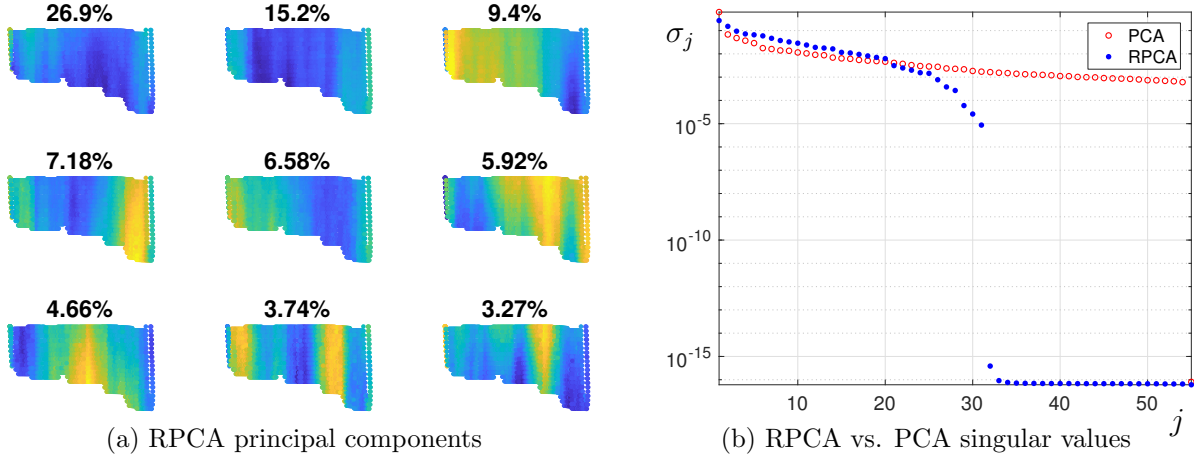 26.9% 15.2% 9.4%
7.18% 6.58% 5.92%
4.66% 3.74% 3.27%
(a) RPCA principal components
σ_j
PCA
RPCA
10^-5
10^-10
10^-15
10 20 30 40 50
j
(b) RPCA vs. PCA singular values